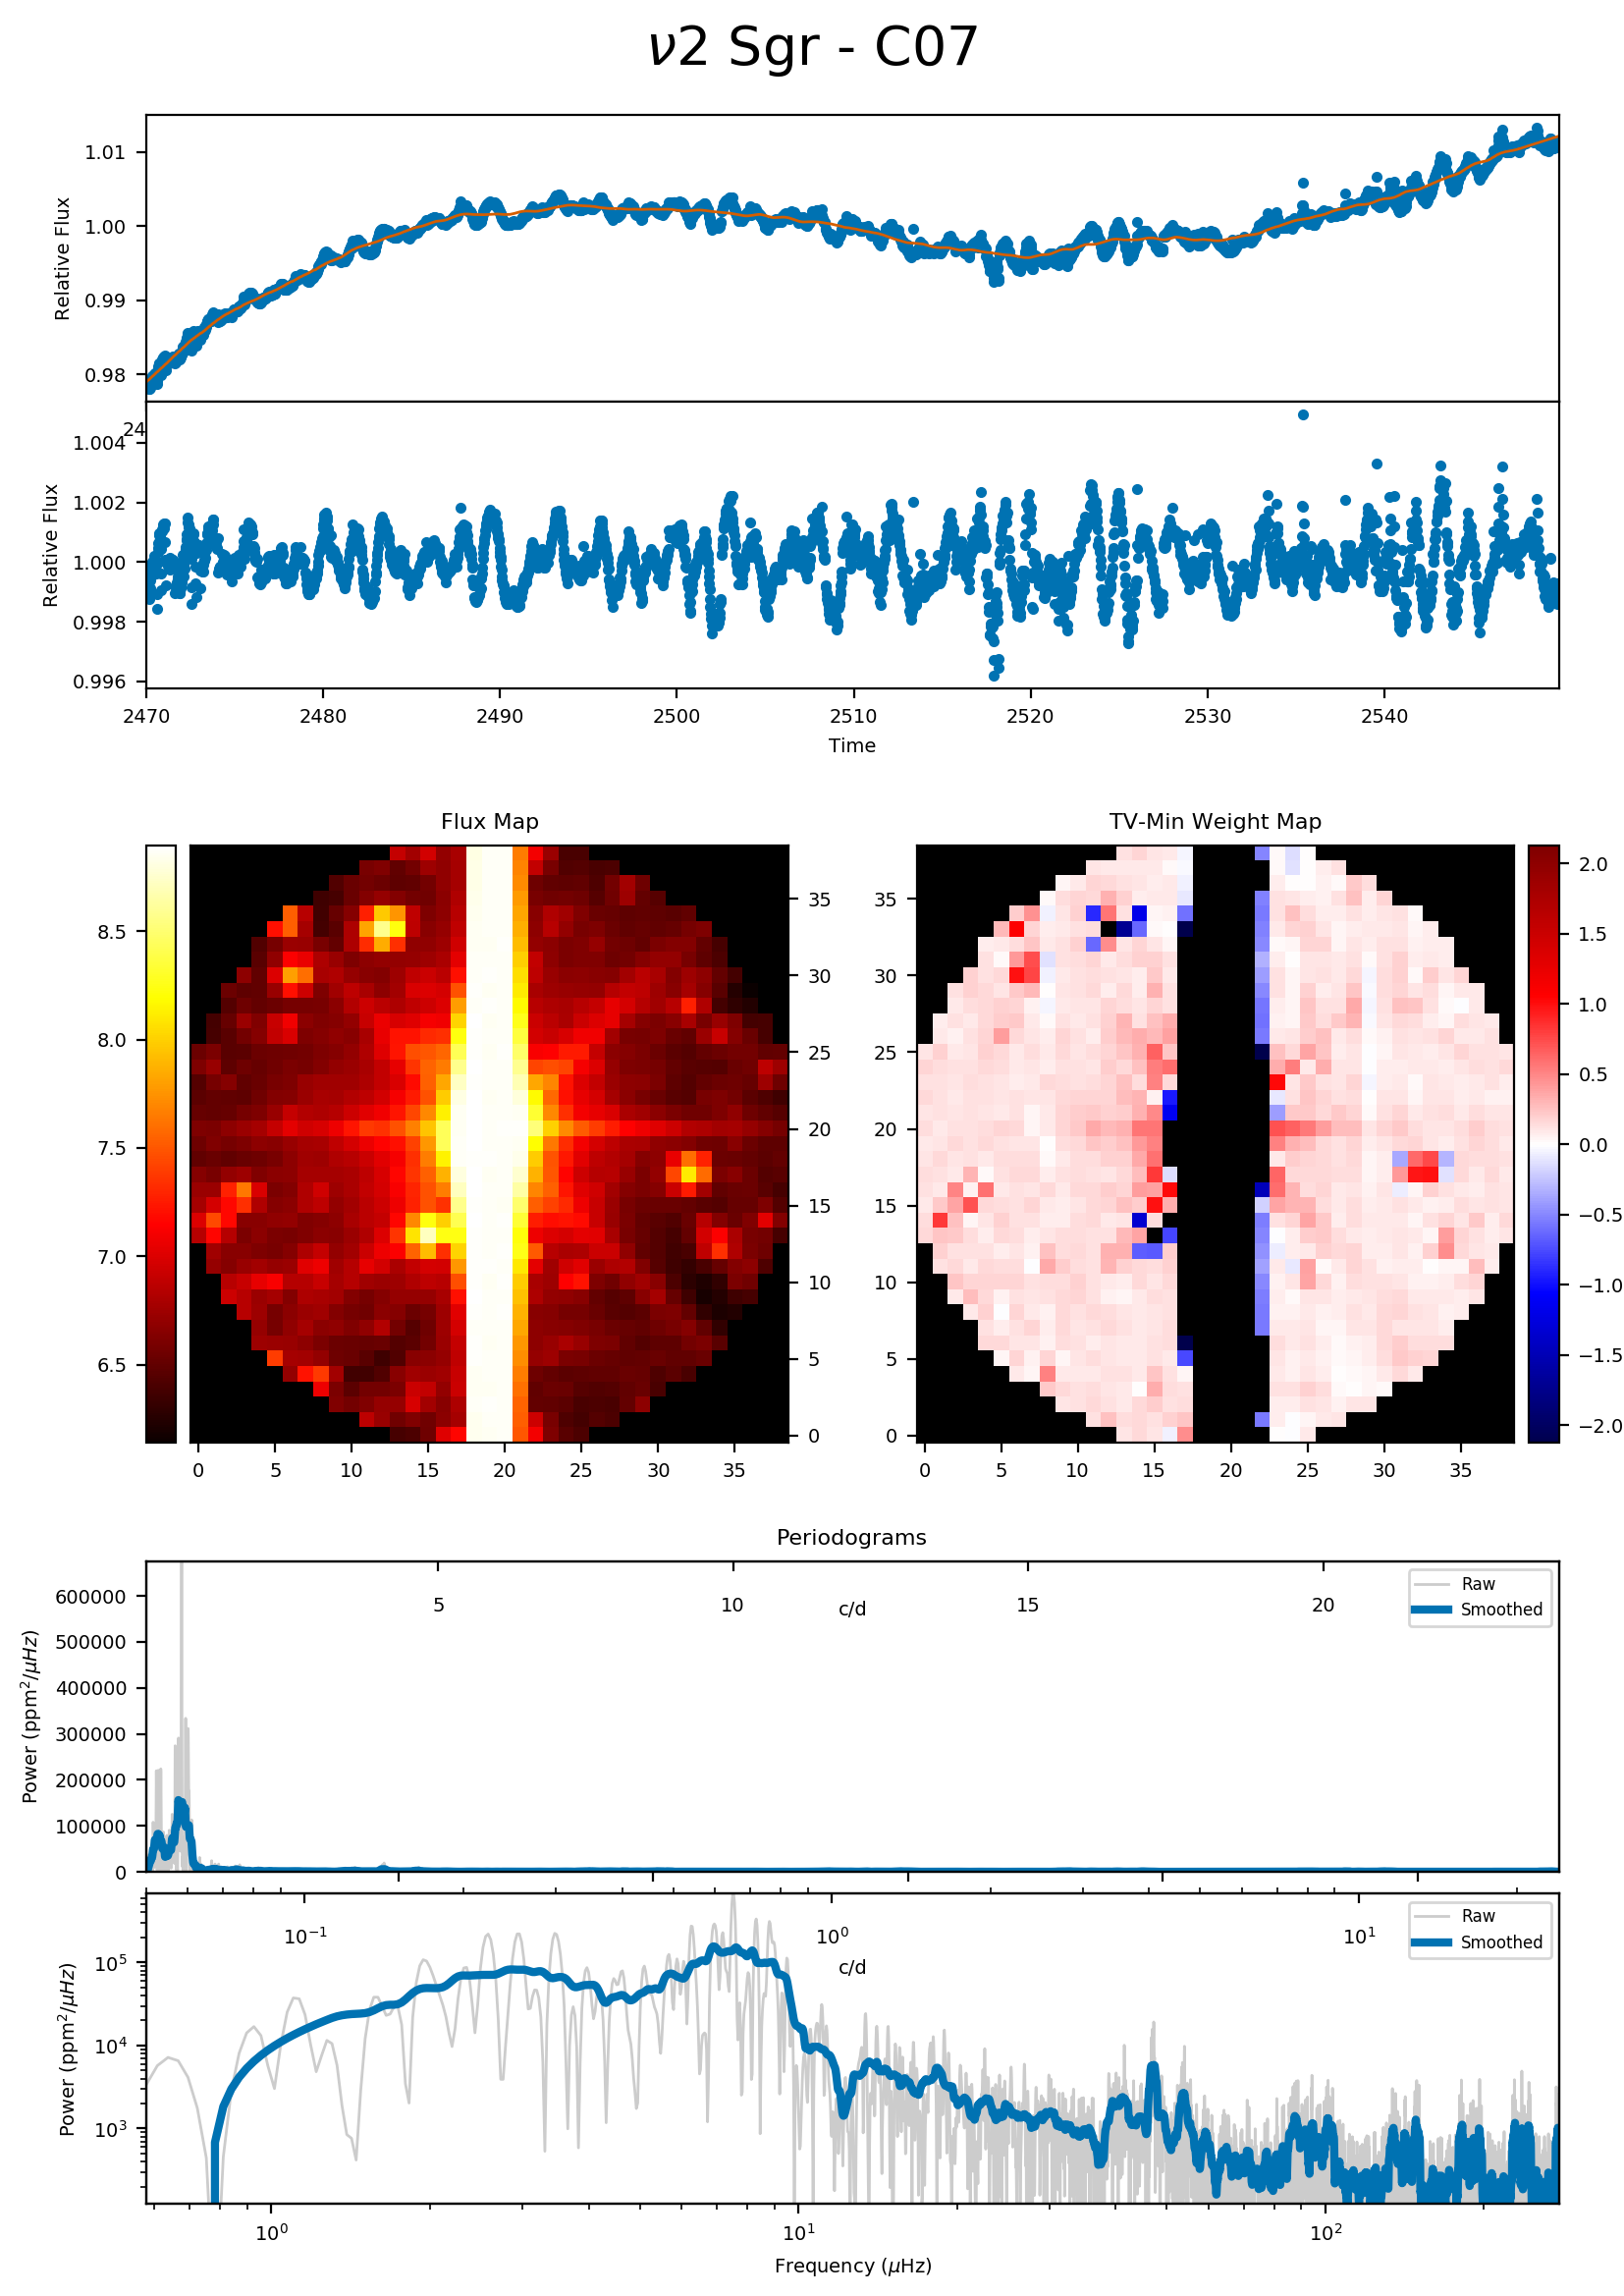 ν2 Sgr - C07
Relative Flux
1.01
1.00
0.99
0.98
24
Relative Flux
1.004
1.002
1.000
0.998
0.996
2470 2480 2490 2500 2510 2520 2530 2540
Time
Flux Map
TV-Min Weight Map
8.5
8.0
7.5
7.0
6.5
35
30
25
20
15
10
5
0
0 5 10 15 20 25 30 35
35
30
25
20
15
10
5
0
0 5 10 15 20 25 30 35
2.0
1.5
1.0
0.5
0.0
−0.5
−1.0
−1.5
−2.0
Periodograms
Power (ppm²/μHz)
600000
500000
400000
300000
200000
100000
0
5 10 15 20
c/d
Raw
Smoothed
Power (ppm²/μHz)
10⁵
10⁴
10³
10⁻¹ 10⁰ 10¹
c/d
Raw
Smoothed
10⁰ 10¹ 10²
Frequency (μHz)